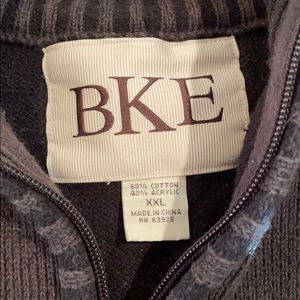 BKE
60% COTTON
40% ACRYLIC
XXL
MADE IN CHINA
RN 63925